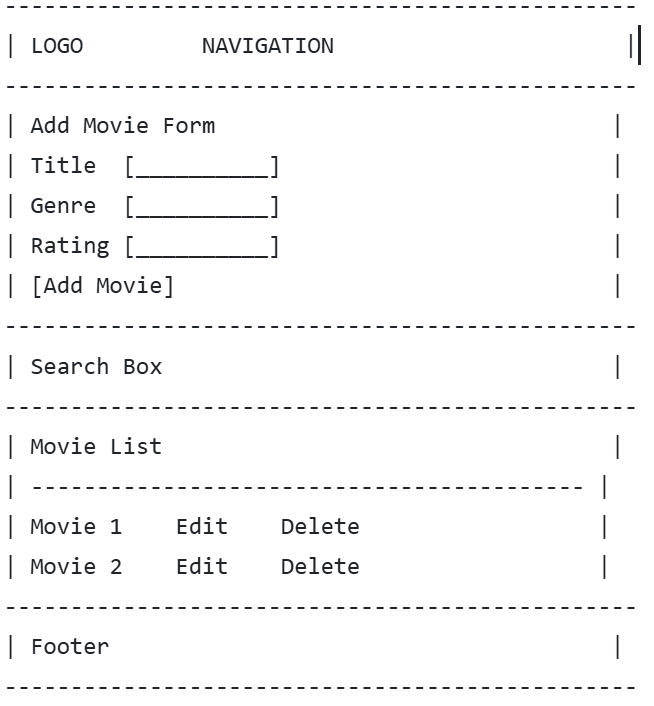 ------------------------------------------------
| LOGO         NAVIGATION                      |
------------------------------------------------
| Add Movie Form                              |
| Title  [__________]                         |
| Genre  [__________]                         |
| Rating [__________]                         |
| [Add Movie]                                 |
------------------------------------------------
| Search Box                                  |
------------------------------------------------
| Movie List                                  |
| ------------------------------------------ |
| Movie 1    Edit    Delete                  |
| Movie 2    Edit    Delete                  |
------------------------------------------------
| Footer                                      |
------------------------------------------------